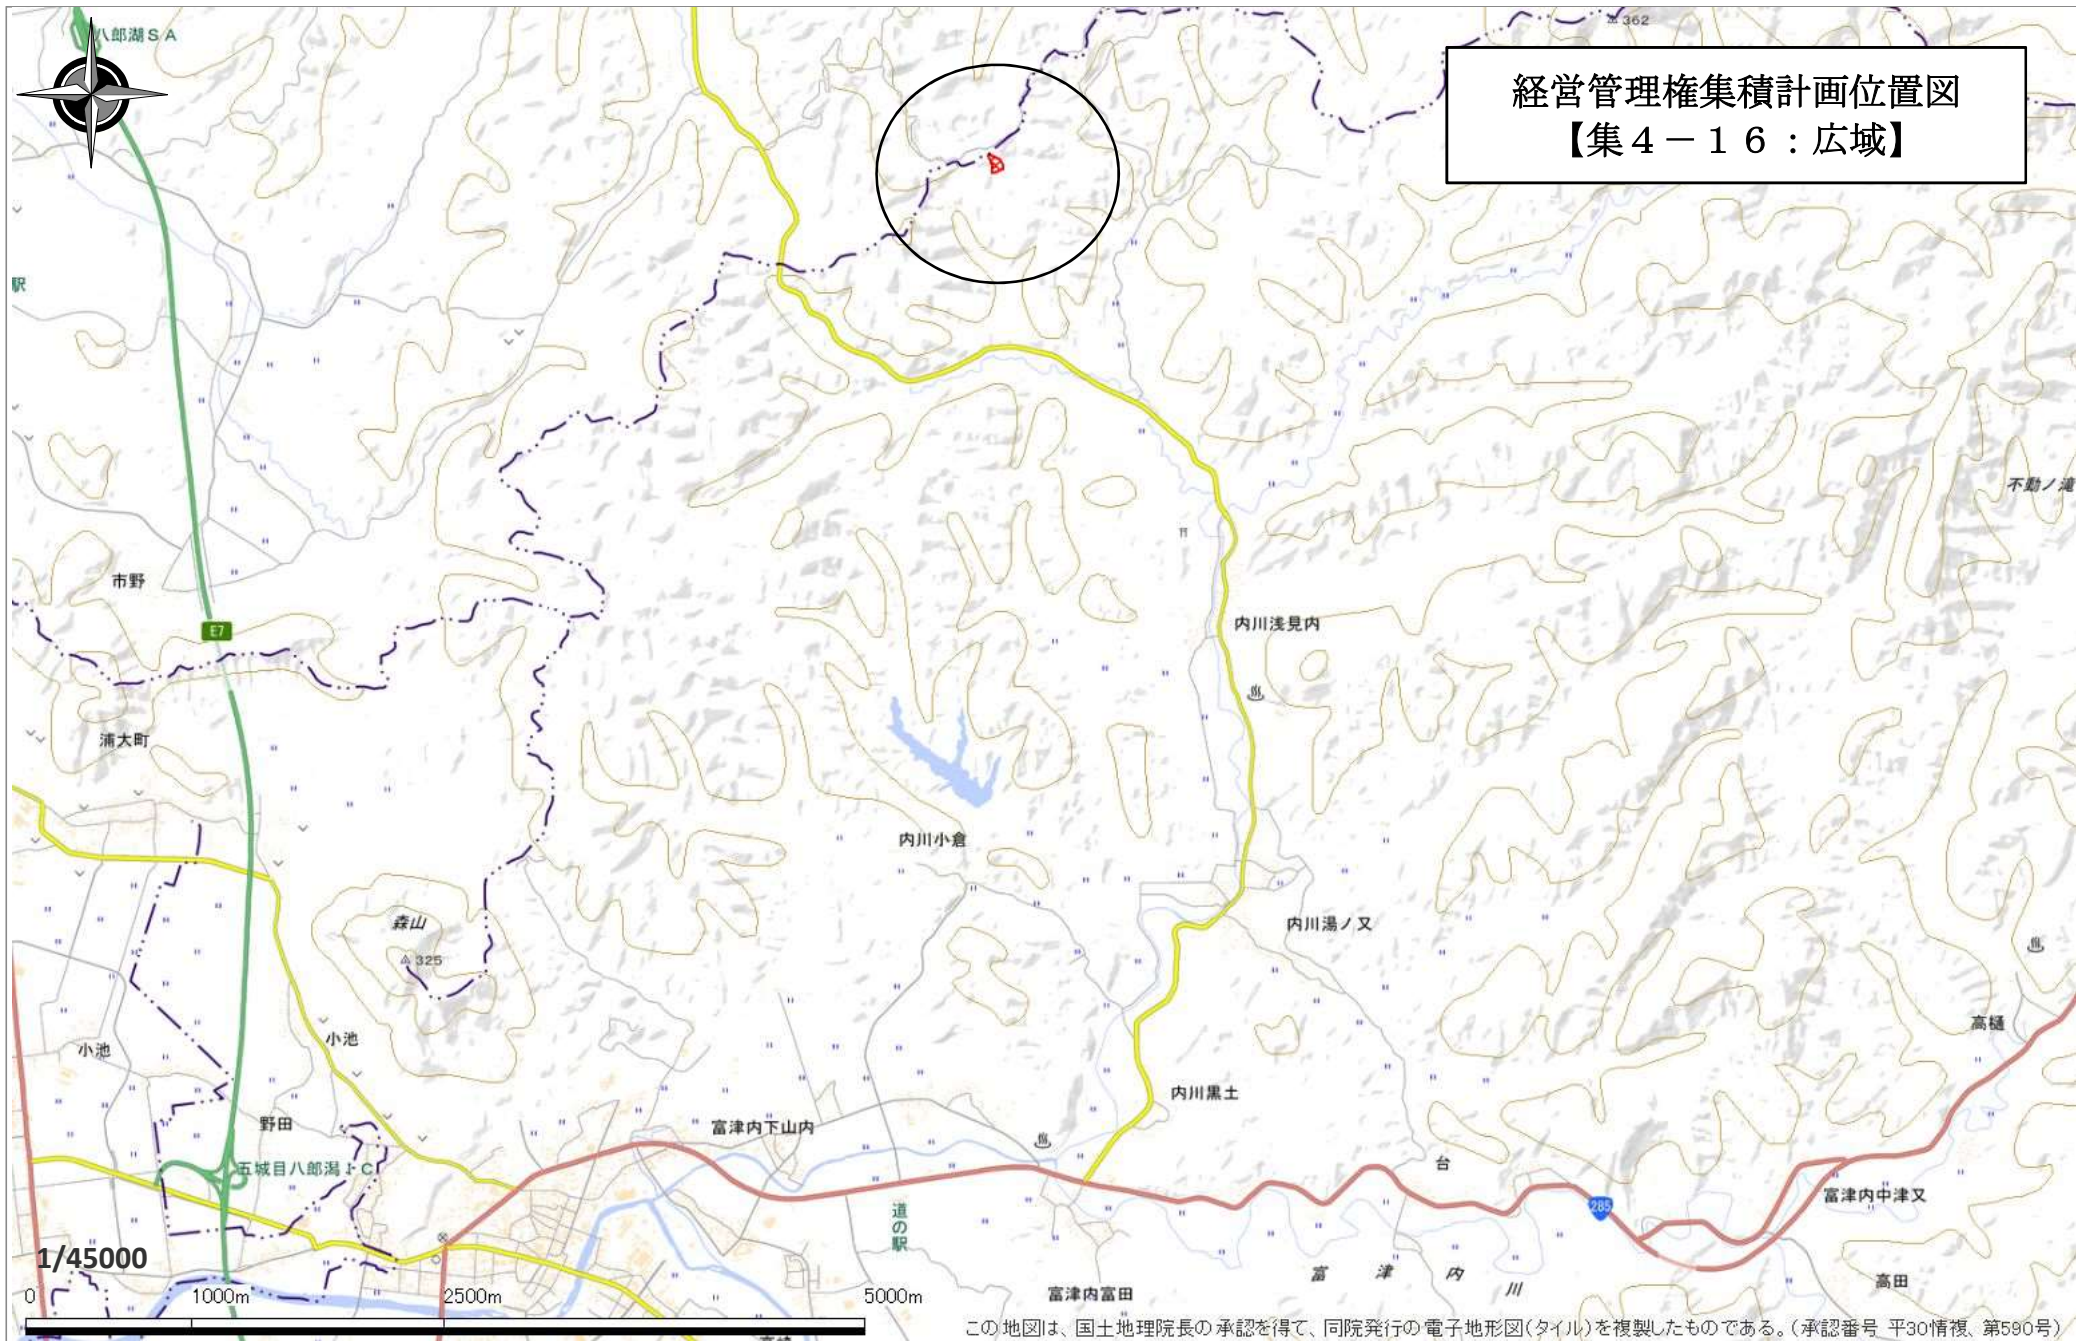 八郎湖ＳＡ
362
経営管理権集積計画位置図
【集４－１６：広域】
駅
不動ノ滝
市野
E7
内川浅見内
浦大町
内川小倉
森山
325
内川湯ノ又
小池
小池
高樋
野田
富津内下山内
内川黒土
五城目八郎潟ＩＣ
台
富津内中津又
285
道の駅
1/45000
富津内川
高田
富津内富田
0
1000m
2500m
5000m
この地図は、国土地理院長の承認を得て、同院発行の電子地形図(タイル)を複製したものである。(承認番号 平30情複、第590号)